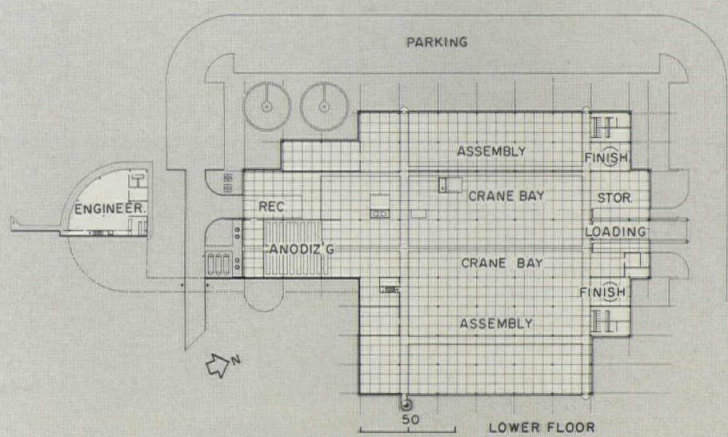 PARKING
ASSEMBLY
FINISH
ENGINEER.
REC
CRANE BAY
STOR.
LOADING
ANODIZ'G
CRANE BAY
FINISH
ASSEMBLY
N
50
LOWER FLOOR